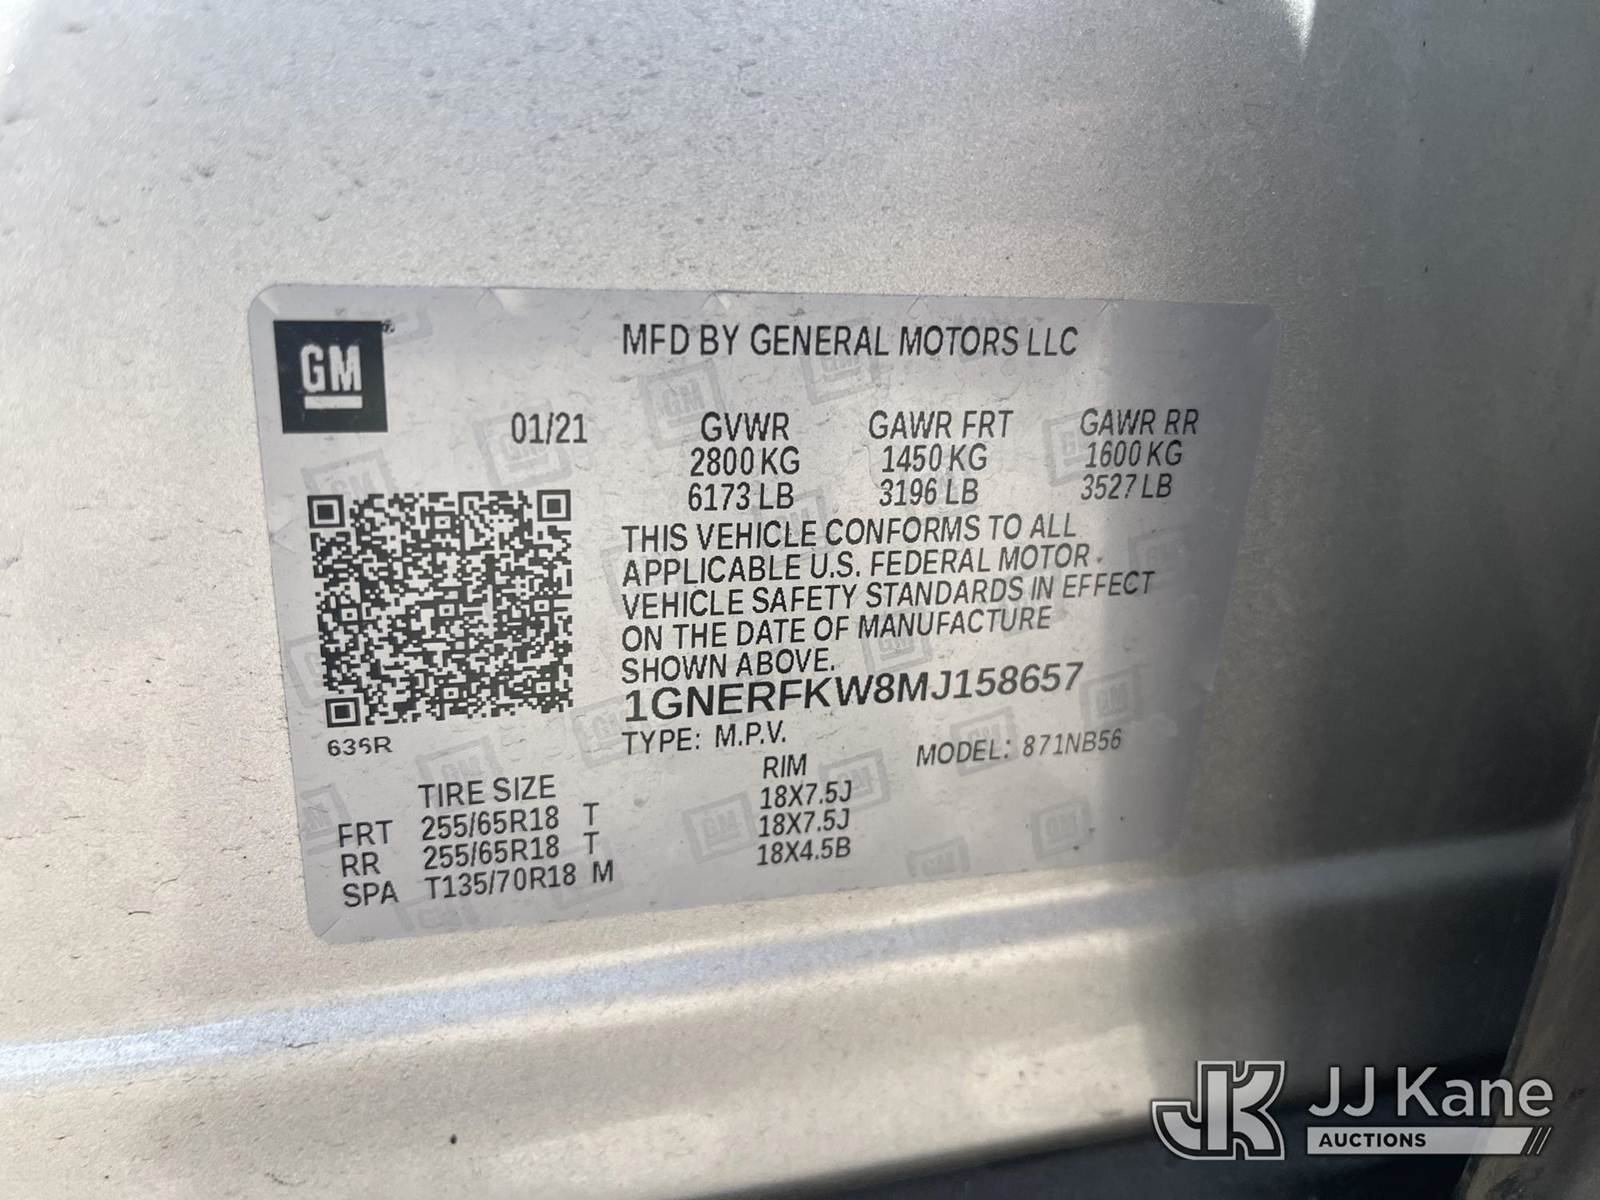 GM
MFD BY GENERAL MOTORS LLC
01/21
GVWR GAWR FRT GAWR RR
2800 KG 1450 KG 1600 KG
6173 LB 3196 LB 3527 LB
THIS VEHICLE CONFORMS TO ALL
APPLICABLE U.S. FEDERAL MOTOR
VEHICLE SAFETY STANDARDS IN EFFECT
ON THE DATE OF MANUFACTURE
SHOWN ABOVE.
1GNERFKW8MJ158657
636R
TYPE: M.P.V. MODEL: 871NB56
TIRE SIZE RIM
FRT 255/65R18 T 18X7.5J
RR 255/65R18 T 18X7.5J
SPA T135/70R18 M 18X4.5B
JK JJ Kane
AUCTIONS